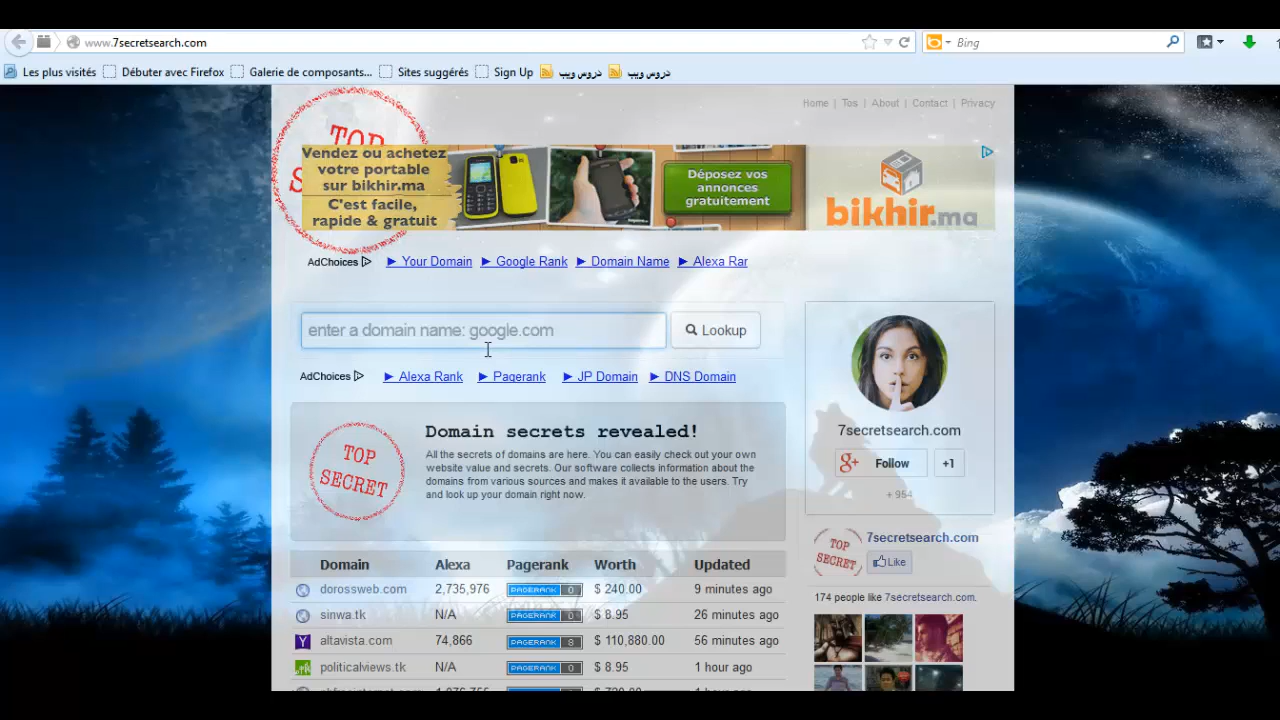 www.7secretsearch.com
Bing
Les plus visités
Débuter avec Firefox
Galerie de composants...
Sites suggérés
Sign Up
دروس ويب
دروس ويب
Home | Tos | About | Contact | Privacy
TOP
S
Vendez ou achetez
votre portable
sur bikhir.ma
C'est facile,
rapide & gratuit
Déposez vos
annonces
gratuitement
bikhir.ma
AdChoices
► Your Domain
► Google Rank
► Domain Name
► Alexa Rar
enter a domain name: google.com
Lookup
AdChoices
► Alexa Rank
► Pagerank
► JP Domain
► DNS Domain
7secretsearch.com
g+ Follow
+1
+ 954
TOP
SECRET
Domain secrets revealed!
All the secrets of domains are here. You can easily check out your own
website value and secrets. Our software collects information about the
domains from various sources and makes it available to the users. Try
and look up your domain right now.
TOP
SECRET
7secretsearch.com
Like
174 people like 7secretsearch.com.
Domain Alexa Pagerank Worth Updated
dorossweb.com 2,735,976 PAGERANK 0 $ 240.00 9 minutes ago
sinwa.tk N/A PAGERANK 0 $ 8.95 26 minutes ago
altavista.com 74,866 PAGERANK 8 $ 110,880.00 56 minutes ago
politicalviews.tk N/A PAGERANK 0 $ 8.95 1 hour ago